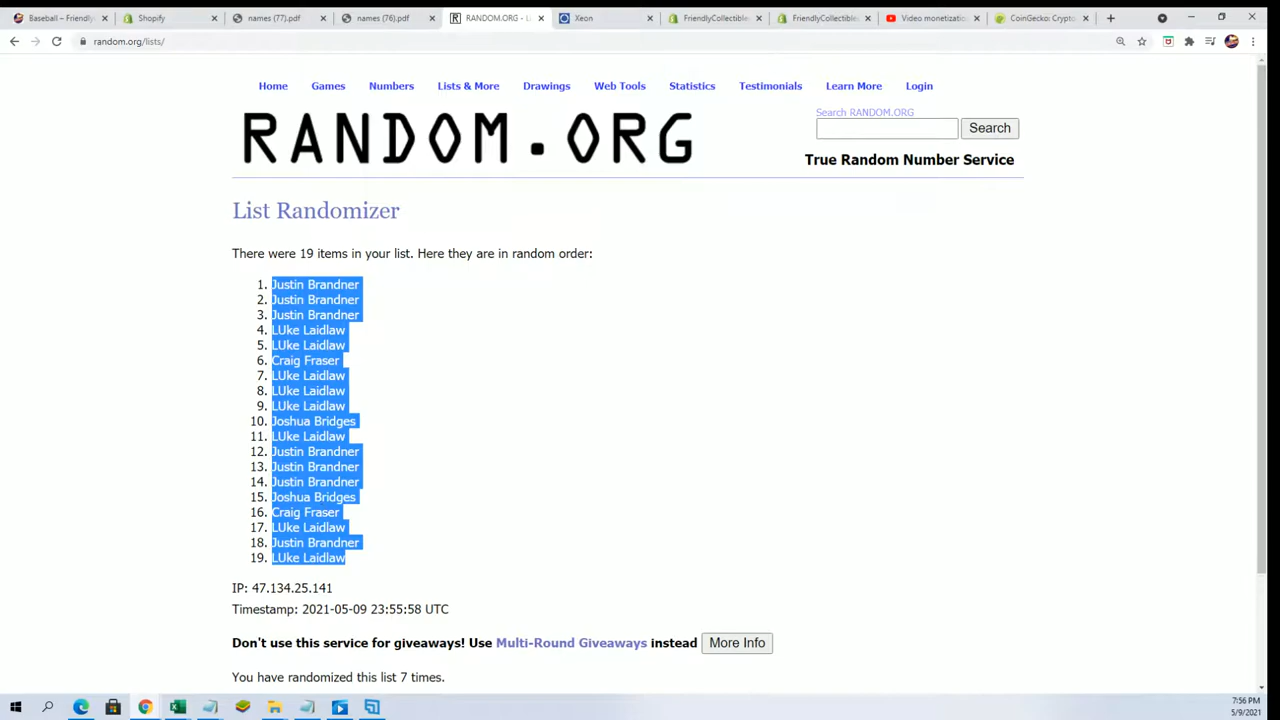 Baseball – Friendly
Shopify
names (77).pdf
names (76).pdf
RANDOM.ORG - L
Xeon
FriendlyCollectible
FriendlyCollectible
Video monetizatio
CoinGecko: Crypto
random.org/lists/
Home Games Numbers Lists & More Drawings Web Tools Statistics Testimonials Learn More Login
RANDOM.ORG
Search RANDOM.ORG
Search
True Random Number Service
List Randomizer
There were 19 items in your list. Here they are in random order:
1. Justin Brandner
2. Justin Brandner
3. Justin Brandner
4. LUke Laidlaw
5. LUke Laidlaw
6. Craig Fraser
7. LUke Laidlaw
8. LUke Laidlaw
9. LUke Laidlaw
10. Joshua Bridges
11. LUke Laidlaw
12. Justin Brandner
13. Justin Brandner
14. Justin Brandner
15. Joshua Bridges
16. Craig Fraser
17. LUke Laidlaw
18. Justin Brandner
19. LUke Laidlaw
IP: 47.134.25.141
Timestamp: 2021-05-09 23:55:58 UTC
Don't use this service for giveaways! Use Multi-Round Giveaways instead More Info
You have randomized this list 7 times.
7:56 PM
5/9/2021